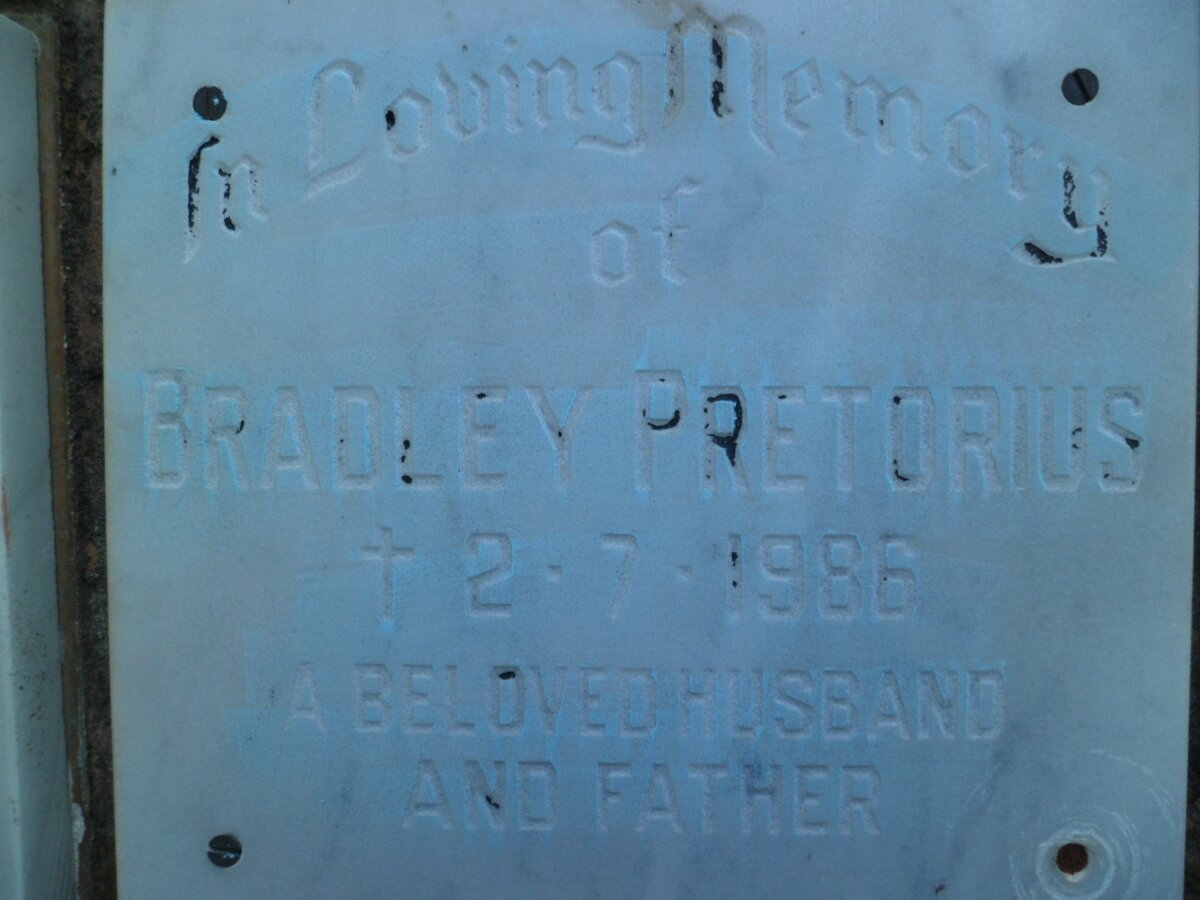 In Loving Memory
of
BRADLEY PRETORIUS
† 2 · 7 · 1986
A BELOVED HUSBAND
AND FATHER